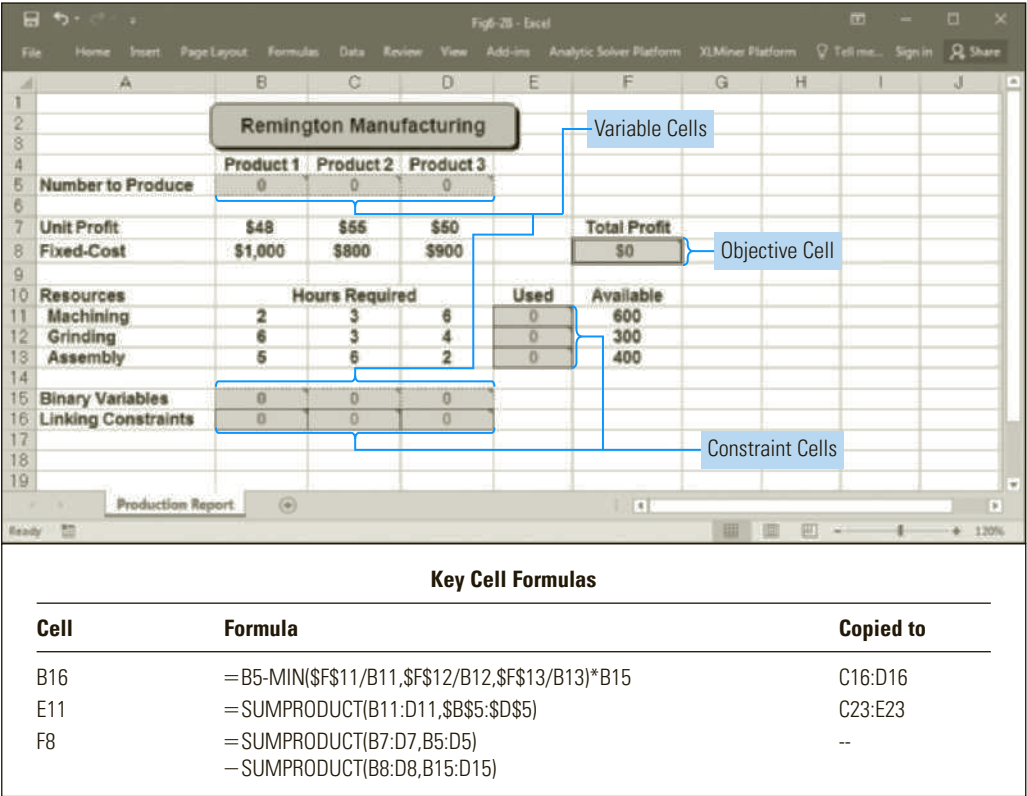 Fig6-28 - Excel
File Home Insert Page Layout Formulas Data Review View Add-ins Analytic Solver Platform XLMiner Platform Tell me... Sign in Share
A B C D E F G H I J
1
2 Remington Manufacturing Variable Cells
3
4 Product 1 Product 2 Product 3
5 Number to Produce 0 0 0
6
7 Unit Profit $48 $55 $50 Total Profit
8 Fixed-Cost $1,000 $800 $900 $0 Objective Cell
9
10 Resources Hours Required Used Available
11 Machining 2 3 6 0 600
12 Grinding 6 3 4 0 300
13 Assembly 5 6 2 0 400
14
15 Binary Variables 0 0 0
16 Linking Constraints 0 0 0
17
18 Constraint Cells
19
Production Report
Ready 120%
Key Cell Formulas
Cell Formula Copied to
B16 =B5-MIN($F$11/B11,$F$12/B12,$F$13/B13)*B15 C16:D16
E11 =SUMPRODUCT(B11:D11,$B$5:$D$5) C23:E23
F8 =SUMPRODUCT(B7:D7,B5:D5) --
−SUMPRODUCT(B8:D8,B15:D15)